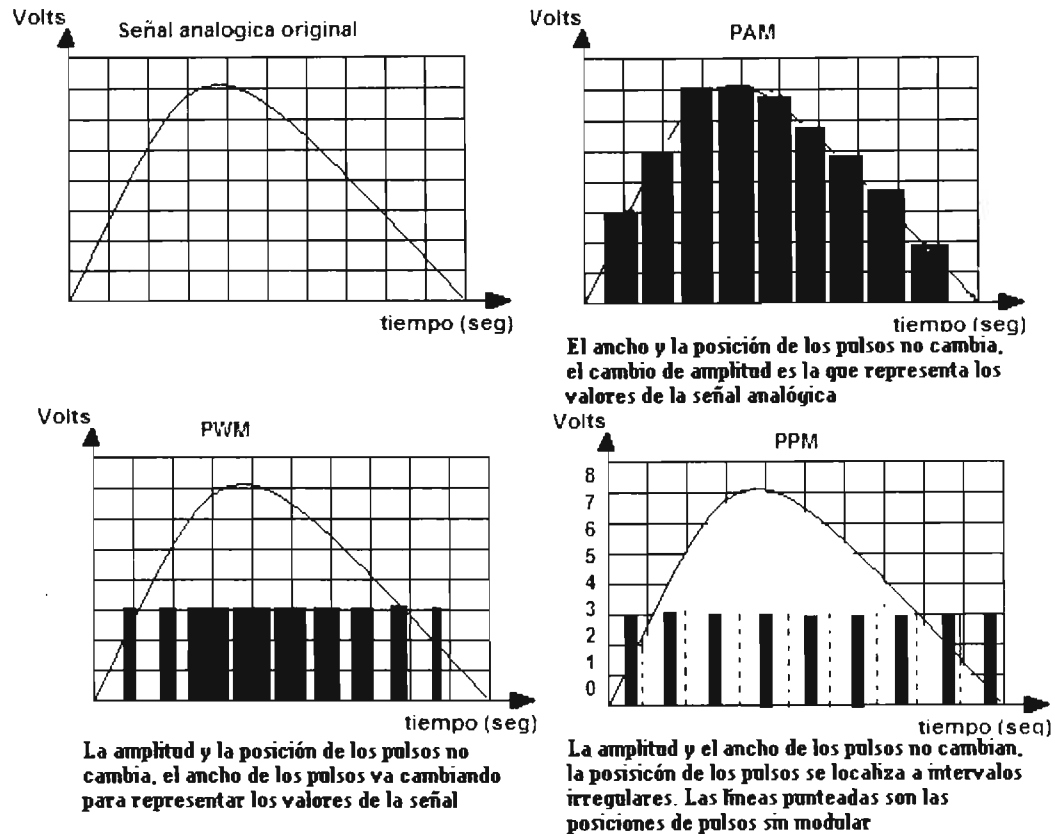 Volts
Señal analogica original
tiempo (seg)
Volts
PAM
tiempo (seg)
El ancho y la posición de los pulsos no cambia,
el cambio de amplitud es la que representa los
valores de la señal analógica
Volts
PWM
tiempo (seg)
La amplitud y la posición de los pulsos no
cambia, el ancho de los pulsos va cambiando
para representar los valores de la señal
Volts
PPM
8
7
6
5
4
3
2
1
0
tiempo (seg)
La amplitud y el ancho de los pulsos no cambian,
la posisicón de los pulsos se localiza a intervalos
irregulares. Las líneas punteadas son las
posiciones de pulsos sin modular